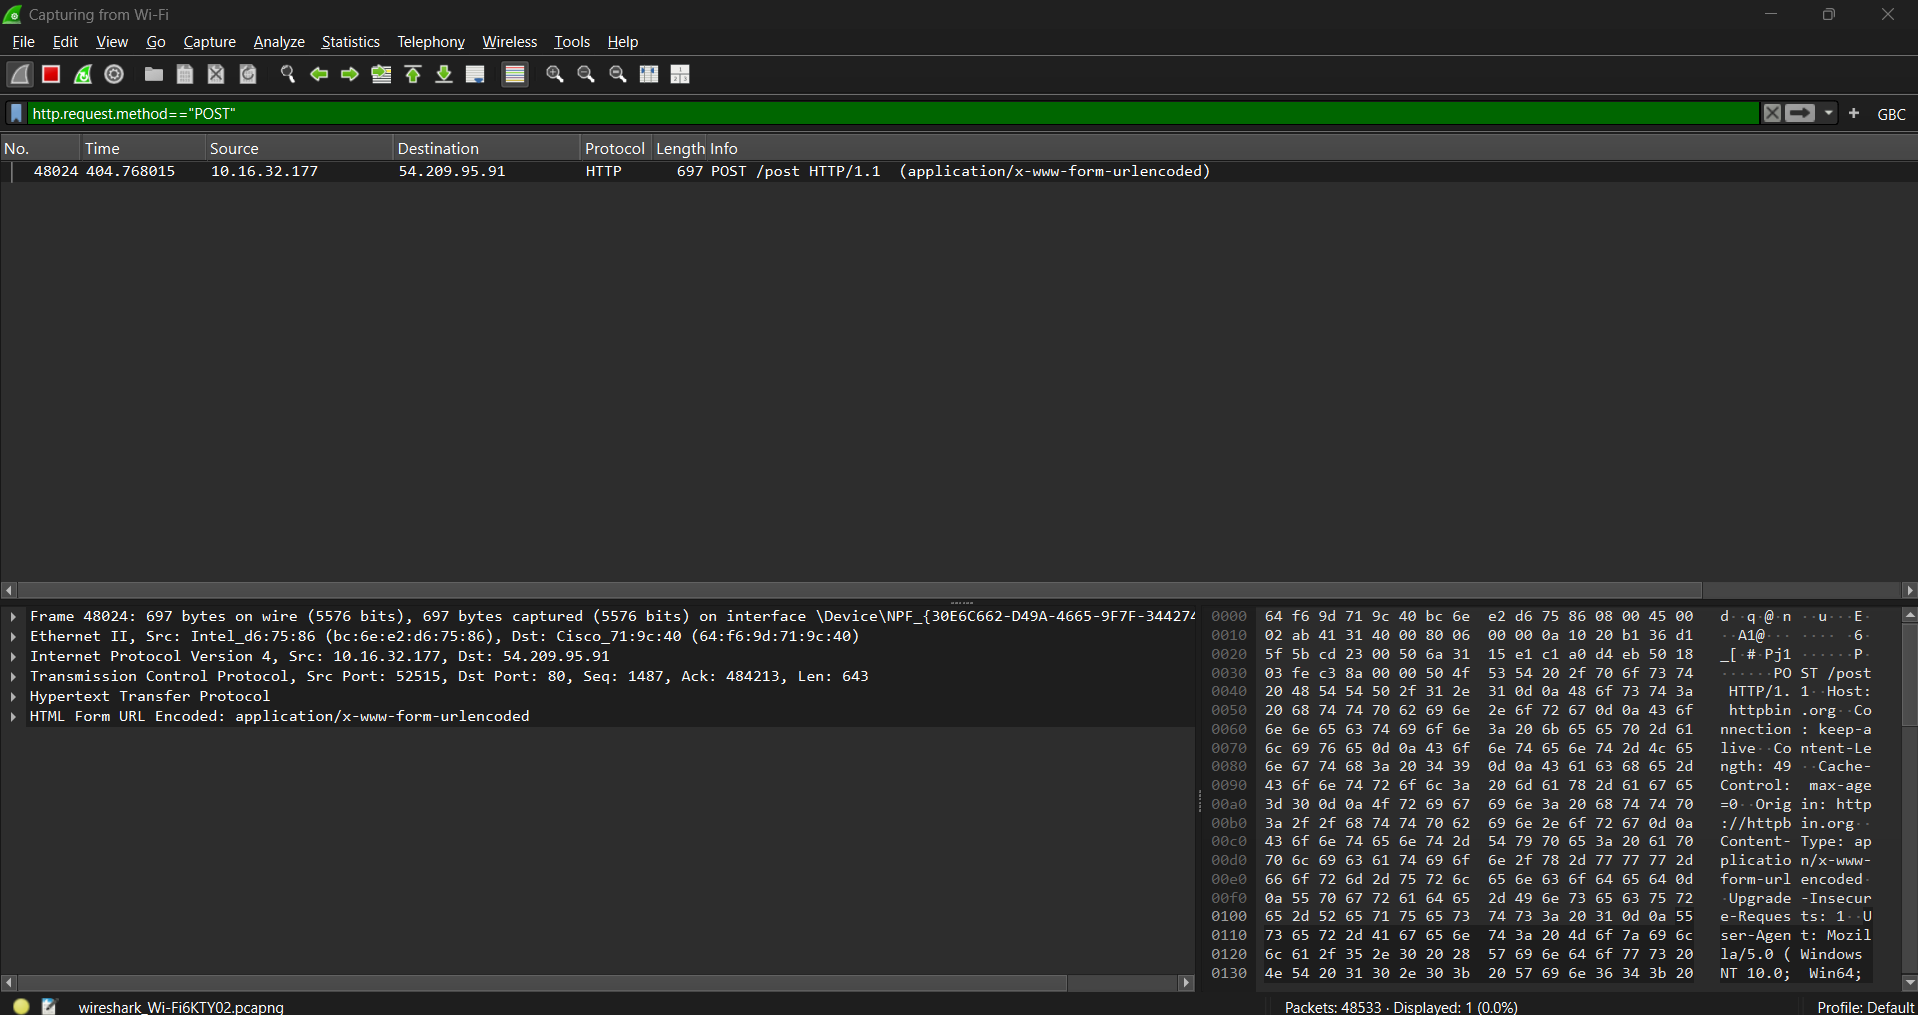 Capturing from Wi-Fi
File Edit View Go Capture Analyze Statistics Telephony Wireless Tools Help
http.request.method=="POST"
GBC
No. Time Source Destination Protocol Length Info
48024 404.768015 10.16.32.177 54.209.95.91 HTTP 697 POST /post HTTP/1.1 (application/x-www-form-urlencoded)
Frame 48024: 697 bytes on wire (5576 bits), 697 bytes captured (5576 bits) on interface \Device\NPF_{30E6C662-D49A-4665-9F7F-344274
Ethernet II, Src: Intel_d6:75:86 (bc:6e:e2:d6:75:86), Dst: Cisco_71:9c:40 (64:f6:9d:71:9c:40)
Internet Protocol Version 4, Src: 10.16.32.177, Dst: 54.209.95.91
Transmission Control Protocol, Src Port: 52515, Dst Port: 80, Seq: 1487, Ack: 484213, Len: 643
Hypertext Transfer Protocol
HTML Form URL Encoded: application/x-www-form-urlencoded
0000 64 f6 9d 71 9c 40 bc 6e e2 d6 75 86 08 00 45 00 d··q·@·n ··u···E·
0010 02 ab 41 31 40 00 80 06 00 00 0a 10 20 b1 36 d1 ··A1@··· ···· ·6·
0020 5f 5b cd 23 00 50 6a 31 15 e1 c1 a0 d4 eb 50 18 _[·#·Pj1 ······P·
0030 03 fe c3 8a 00 00 50 4f 53 54 20 2f 70 6f 73 74 ······PO ST /post
0040 20 48 54 54 50 2f 31 2e 31 0d 0a 48 6f 73 74 3a HTTP/1. 1··Host:
0050 20 68 74 74 70 62 69 6e 2e 6f 72 67 0d 0a 43 6f httpbin .org··Co
0060 6e 6e 65 63 74 69 6f 6e 3a 20 6b 65 65 70 2d 61 nnection : keep-a
0070 6c 69 76 65 0d 0a 43 6f 6e 74 65 6e 74 2d 4c 65 live··Co ntent-Le
0080 6e 67 74 68 3a 20 34 39 0d 0a 43 61 63 68 65 2d ngth: 49 ··Cache-
0090 43 6f 6e 74 72 6f 6c 3a 20 6d 61 78 2d 61 67 65 Control: max-age
00a0 3d 30 0d 0a 4f 72 69 67 69 6e 3a 20 68 74 74 70 =0··Orig in: http
00b0 3a 2f 2f 68 74 74 70 62 69 6e 2e 6f 72 67 0d 0a ://httpb in.org··
00c0 43 6f 6e 74 65 6e 74 2d 54 79 70 65 3a 20 61 70 Content- Type: ap
00d0 70 6c 69 63 61 74 69 6f 6e 2f 78 2d 77 77 77 2d plicatio n/x-www-
00e0 66 6f 72 6d 2d 75 72 6c 65 6e 63 6f 64 65 64 0d form-url encoded·
00f0 0a 55 70 67 72 61 64 65 2d 49 6e 73 65 63 75 72 ·Upgrade -Insecur
0100 65 2d 52 65 71 75 65 73 74 73 3a 20 31 0d 0a 55 e-Reques ts: 1··U
0110 73 65 72 2d 41 67 65 6e 74 3a 20 4d 6f 7a 69 6c ser-Agen t: Mozil
0120 6c 61 2f 35 2e 30 20 28 57 69 6e 64 6f 77 73 20 la/5.0 ( Windows
0130 4e 54 20 31 30 2e 30 3b 20 57 69 6e 36 34 3b 20 NT 10.0; Win64;
wireshark_Wi-Fi6KTY02.pcapng
Packets: 48533 · Displayed: 1 (0.0%)
Profile: Default